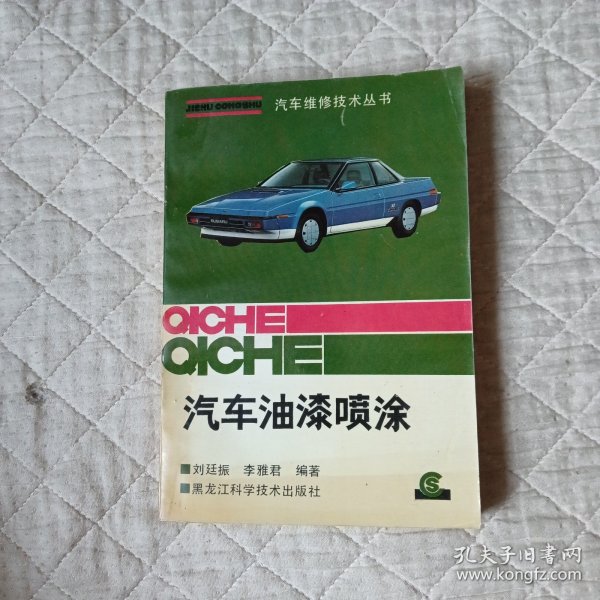 JISHU CONGSHU 汽车维修技术丛书
SUBARU
QICHE
QICHE
汽车油漆喷涂
刘廷振 李雅君 编著
黑龙江科学技术出版社
孔夫子旧书网
www.kongfz.com